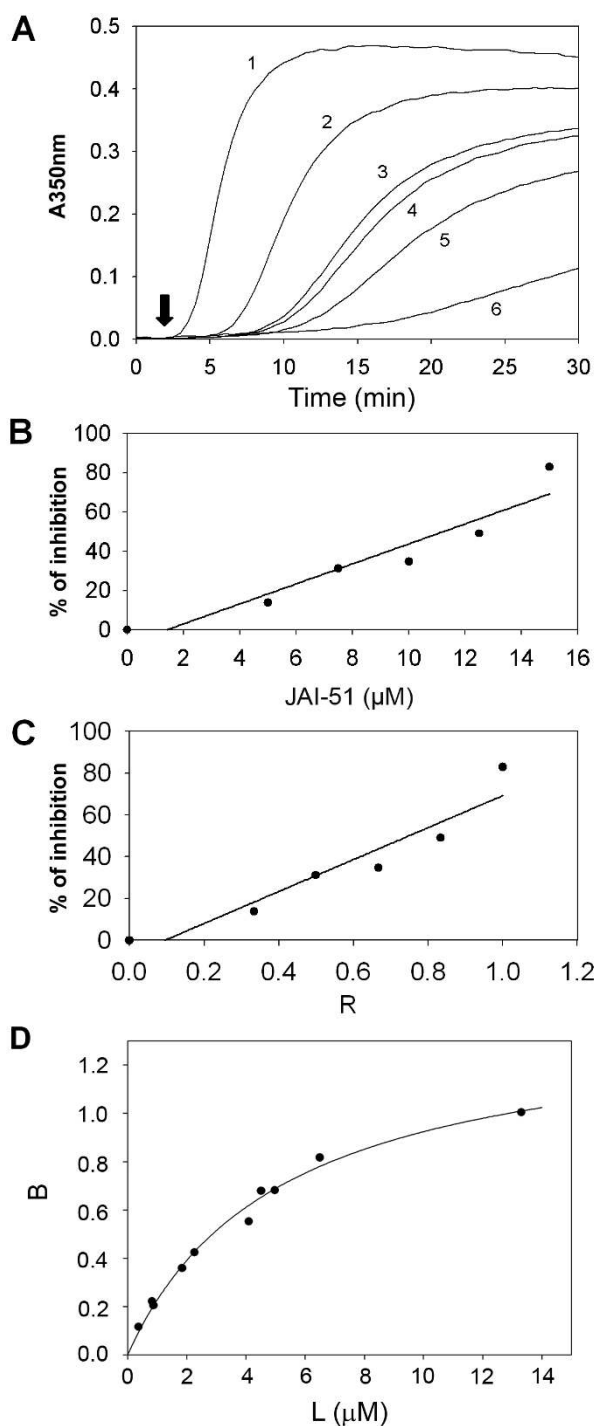 A
0.5
0.4
0.3
0.2
0.1
0.0
A350nm
1
2
3
4
5
6
0 5 10 15 20 25 30
Time (min)
B
100
80
60
40
20
0
% of inhibition
0 2 4 6 8 10 12 14 16
JAI-51 (µM)
C
100
80
60
40
20
0
% of inhibition
0.0 0.2 0.4 0.6 0.8 1.0 1.2
R
D
1.2
1.0
0.8
0.6
0.4
0.2
0.0
B
0 2 4 6 8 10 12 14
L (µM)